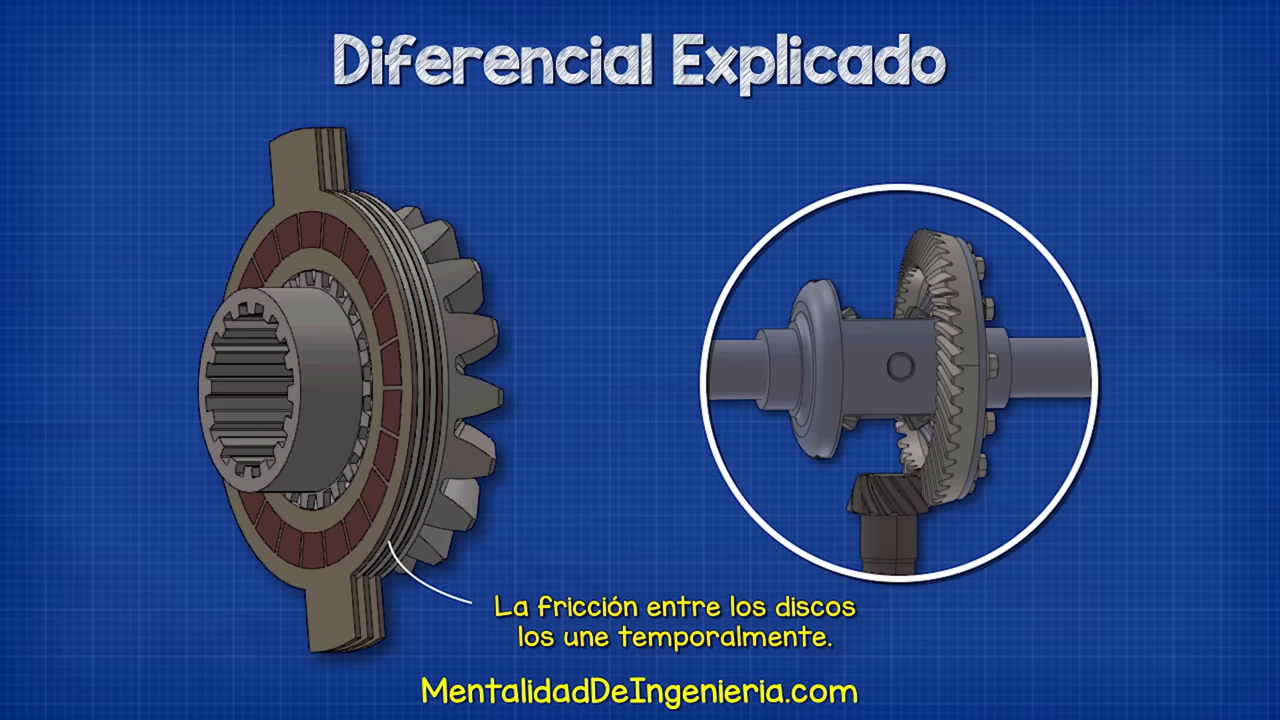 Diferencial Explicado
La fricción entre los discos
los une temporalmente.
MentalidadDeIngenieria.com